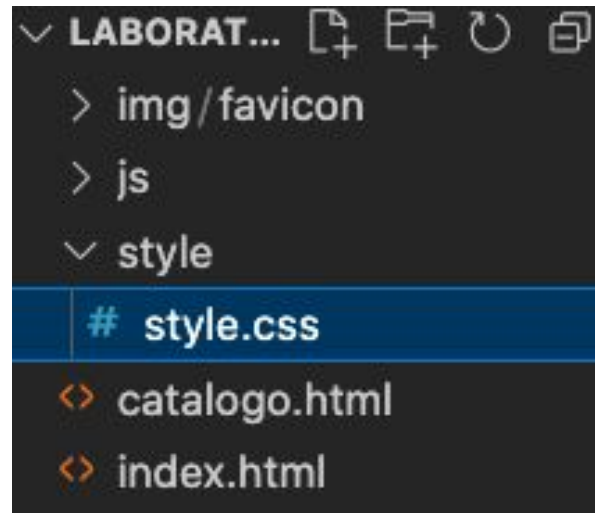 LABORAT...
img/favicon
js
style
# style.css
catalogo.html
index.html